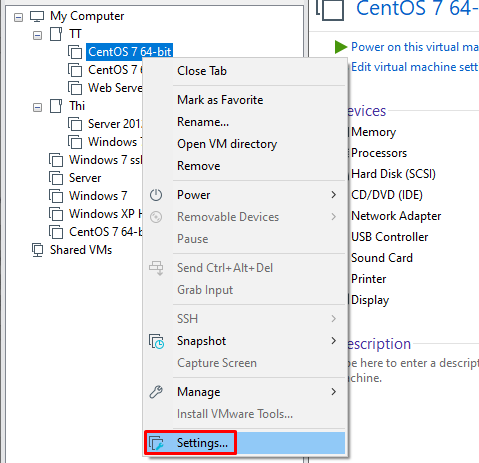 My Computer
TT
CentOS 7 64-bit
CentOS 7
Web Serve
Thi
Server 201
Windows 7
Windows 7 ss
Server
Windows 7
Windows XP
CentOS 7 64-b
Shared VMs
Close Tab
Mark as Favorite
Rename...
Open VM directory
Remove
Power
Removable Devices
Pause
Send Ctrl+Alt+Del
Grab Input
SSH
Snapshot
Capture Screen
Manage
Install VMware Tools...
Settings...
CentOS 7 64-
Power on this virtual ma
Edit virtual machine sett
evices
Memory
Processors
Hard Disk (SCSI)
CD/DVD (IDE)
Network Adapter
USB Controller
Sound Card
Printer
Display
escription
pe here to enter a descript
achine.